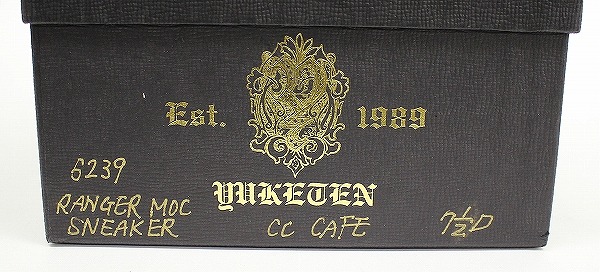 Est. 1989
YUKETEN
6239
RANGER MOC
SNEAKER
CC CAFE
7 1/2 D